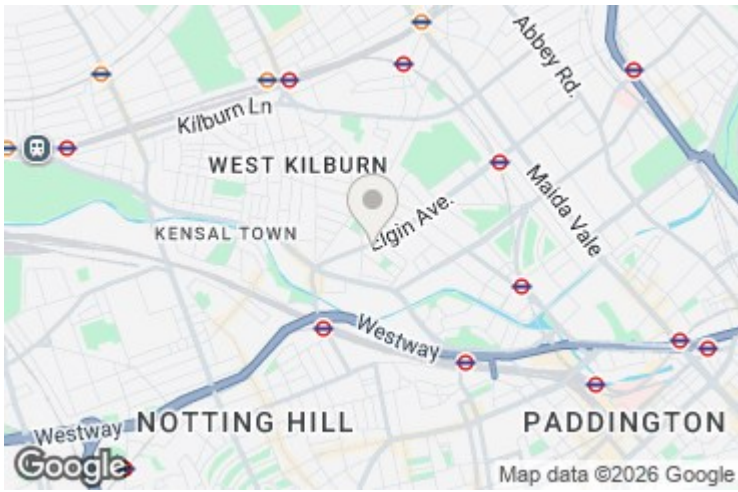 Abbey Rd.
Kilburn Ln
WEST KILBURN
Maida Vale
Elgin Ave.
KENSAL TOWN
Westway
Westway
NOTTING HILL
PADDINGTON
Google
Map data ©2026 Google